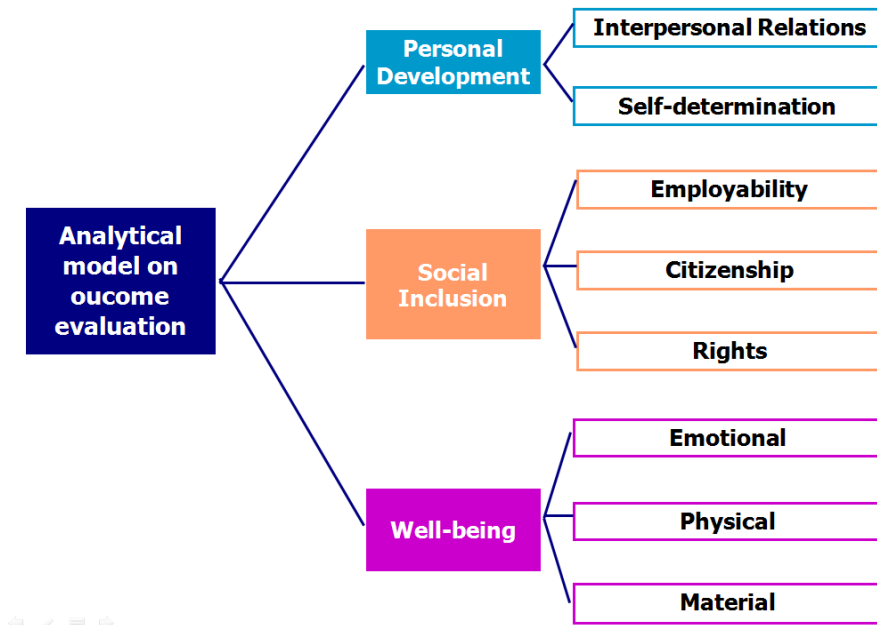 Personal
Development
Interpersonal Relations
Self-determination
Analytical
model on
oucome
evaluation
Social
Inclusion
Employability
Citizenship
Rights
Well-being
Emotional
Physical
Material